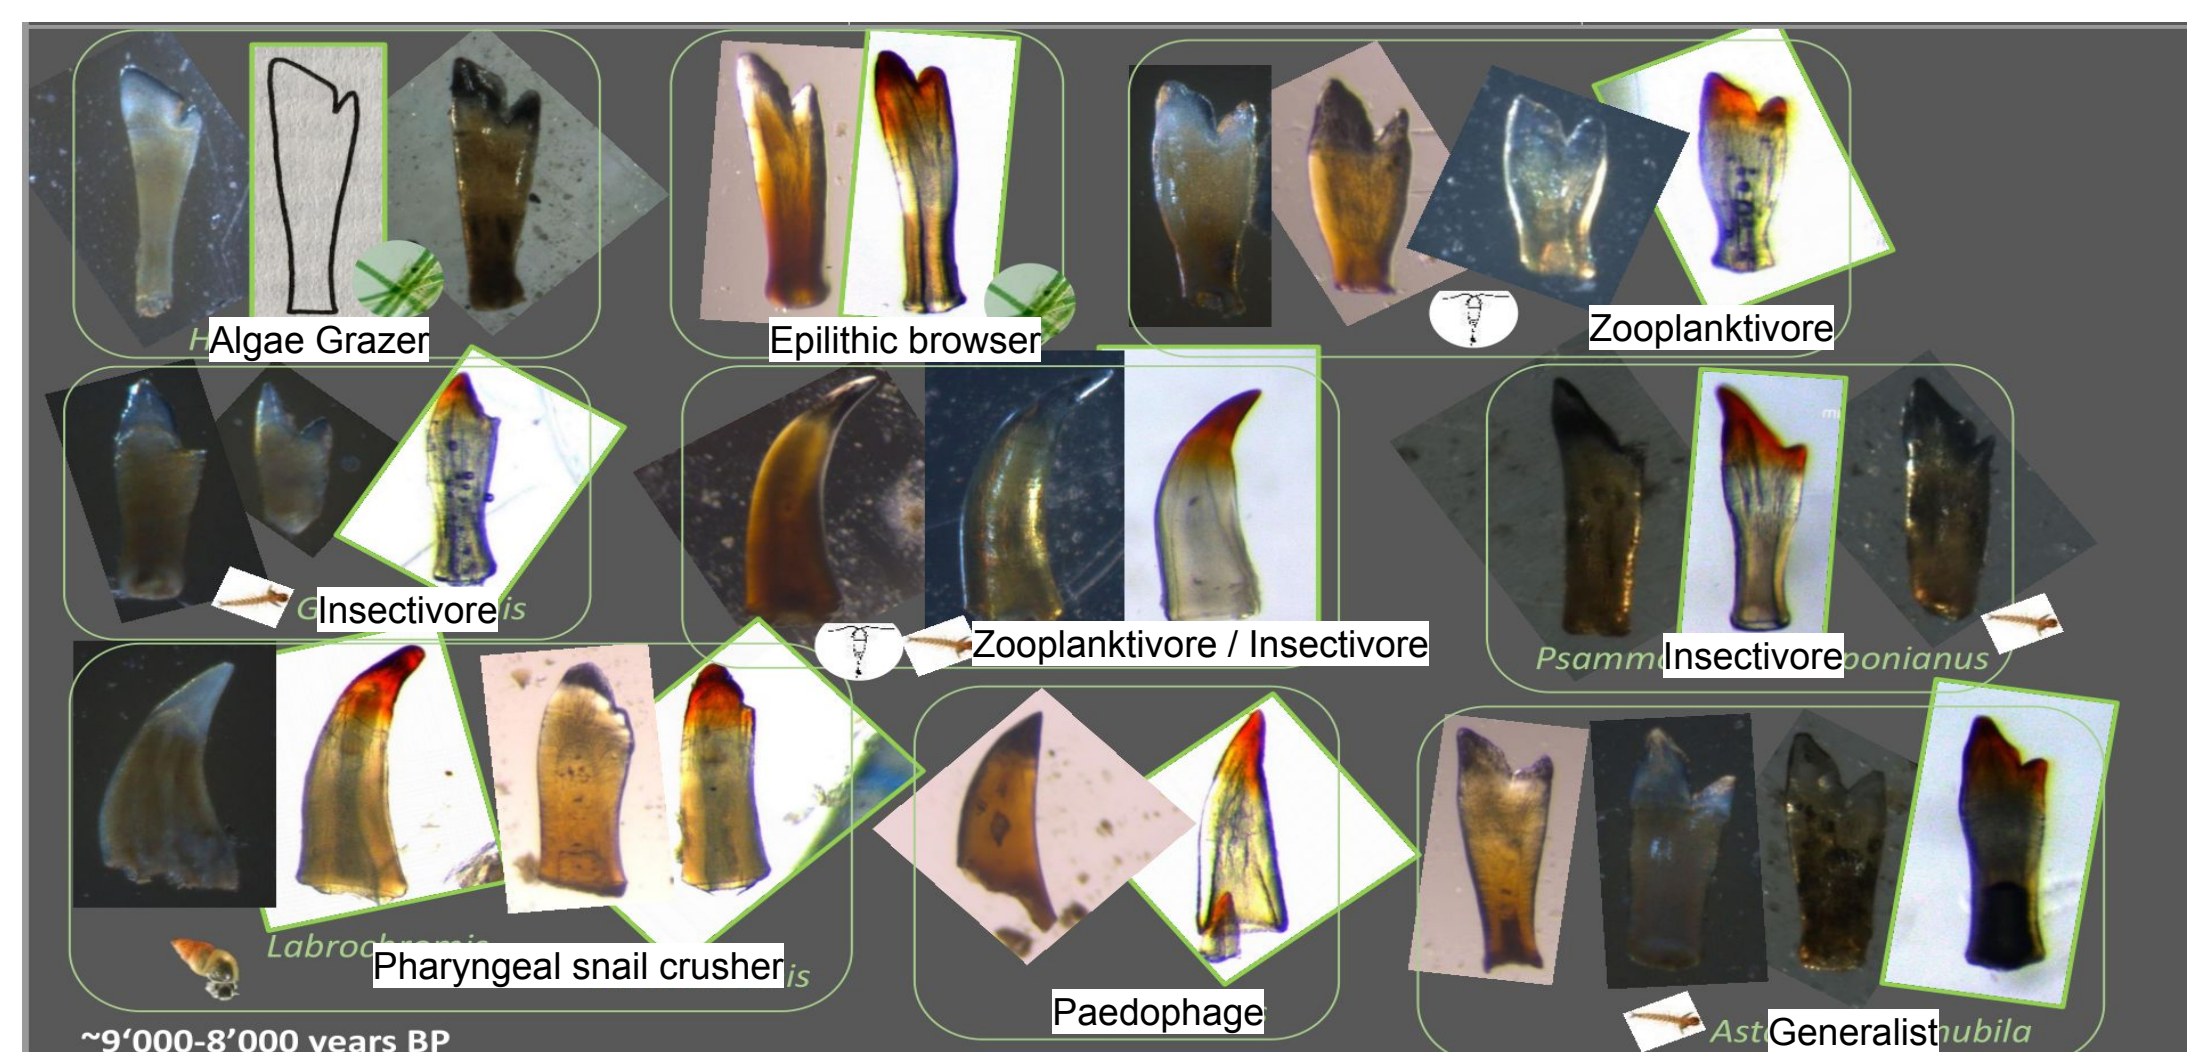 Algae Grazer
Epilithic browser
Zooplanktivore
Insectivore
Zooplanktivore / Insectivore
Insectivore
Pharyngeal snail crusher
Paedophage
Generalist
~9‘000-8’000 years BP